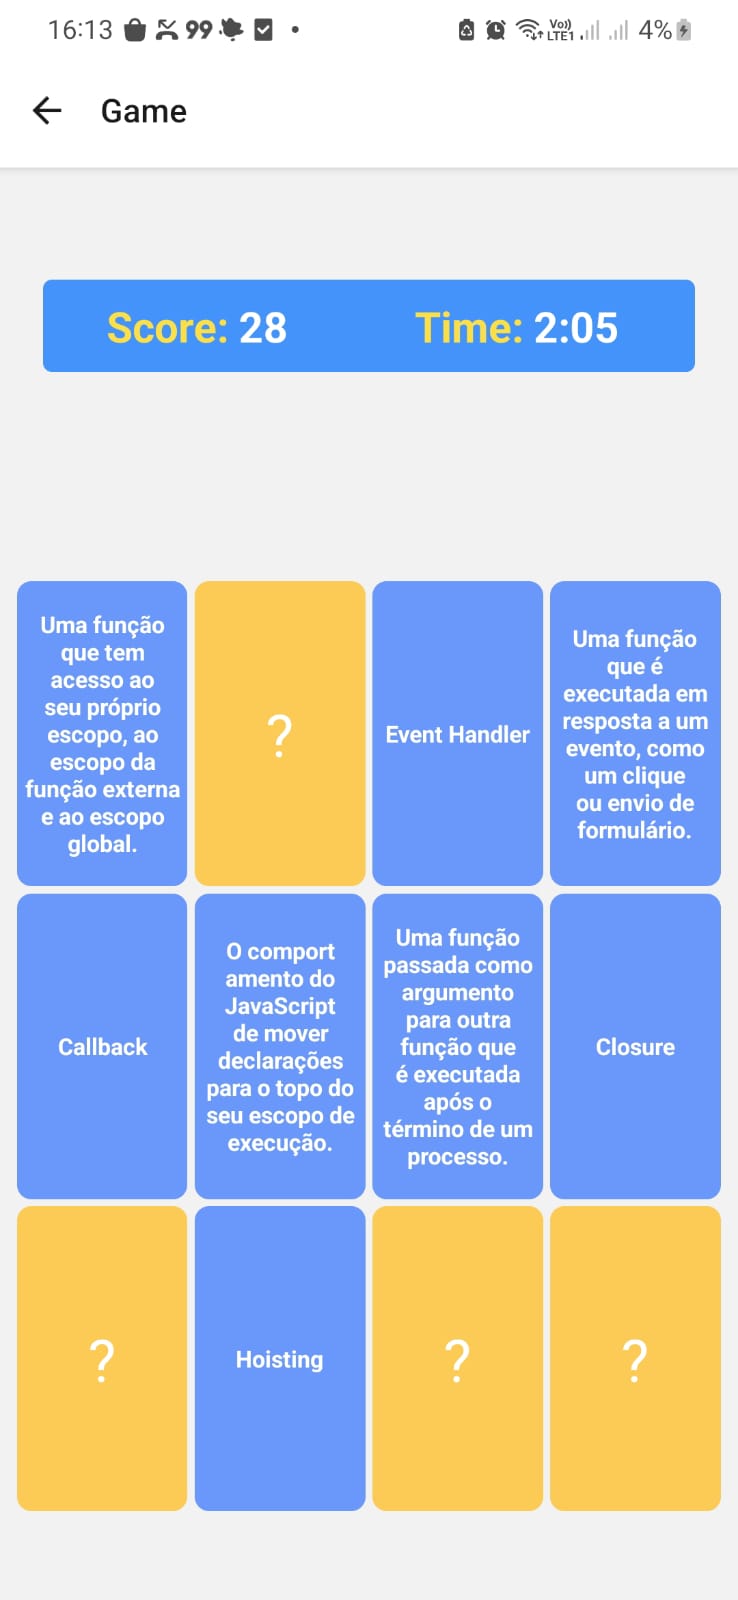 16:13
99
Vo))
LTE1
4%
Game
Score: 28
Time: 2:05
Uma função
que tem
acesso ao
seu próprio
escopo, ao
escopo da
função externa
e ao escopo
global.
?
Event Handler
Uma função
que é
executada em
resposta a um
evento, como
um clique
ou envio de
formulário.
Callback
O comport
amento do
JavaScript
de mover
declarações
para o topo do
seu escopo de
execução.
Uma função
passada como
argumento
para outra
função que
é executada
após o
término de um
processo.
Closure
?
Hoisting
?
?